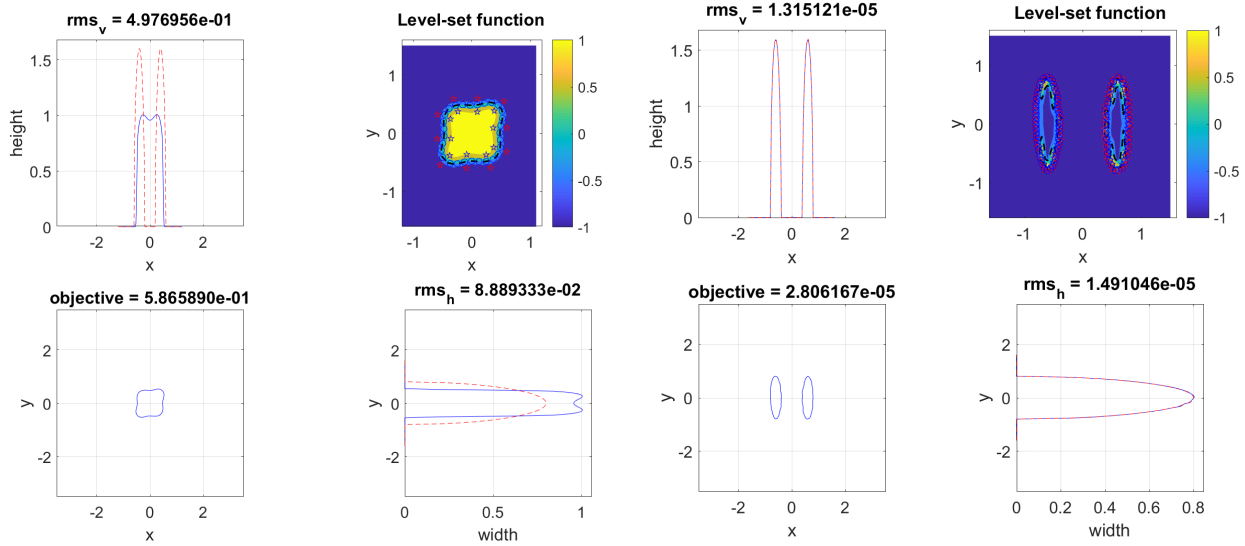 rms_v = 4.976956e-01
height
1.5
1
0.5
0
-2
0
2
x
Level-set function
y
1
0
-1
-1
0
1
x
1
0.5
0
-0.5
-1
rms_v = 1.315121e-05
height
1.5
1
0.5
0
-2
0
2
x
Level-set function
y
1
0
-1
-1
0
1
x
1
0.5
0
-0.5
-1
objective = 5.865890e-01
y
2
0
-2
-2
0
2
x
rms_h = 8.889333e-02
y
2
0
-2
0
0.5
1
width
objective = 2.806167e-05
y
2
0
-2
-2
0
2
x
rms_h = 1.491046e-05
y
2
0
-2
0
0.2
0.4
0.6
0.8
width